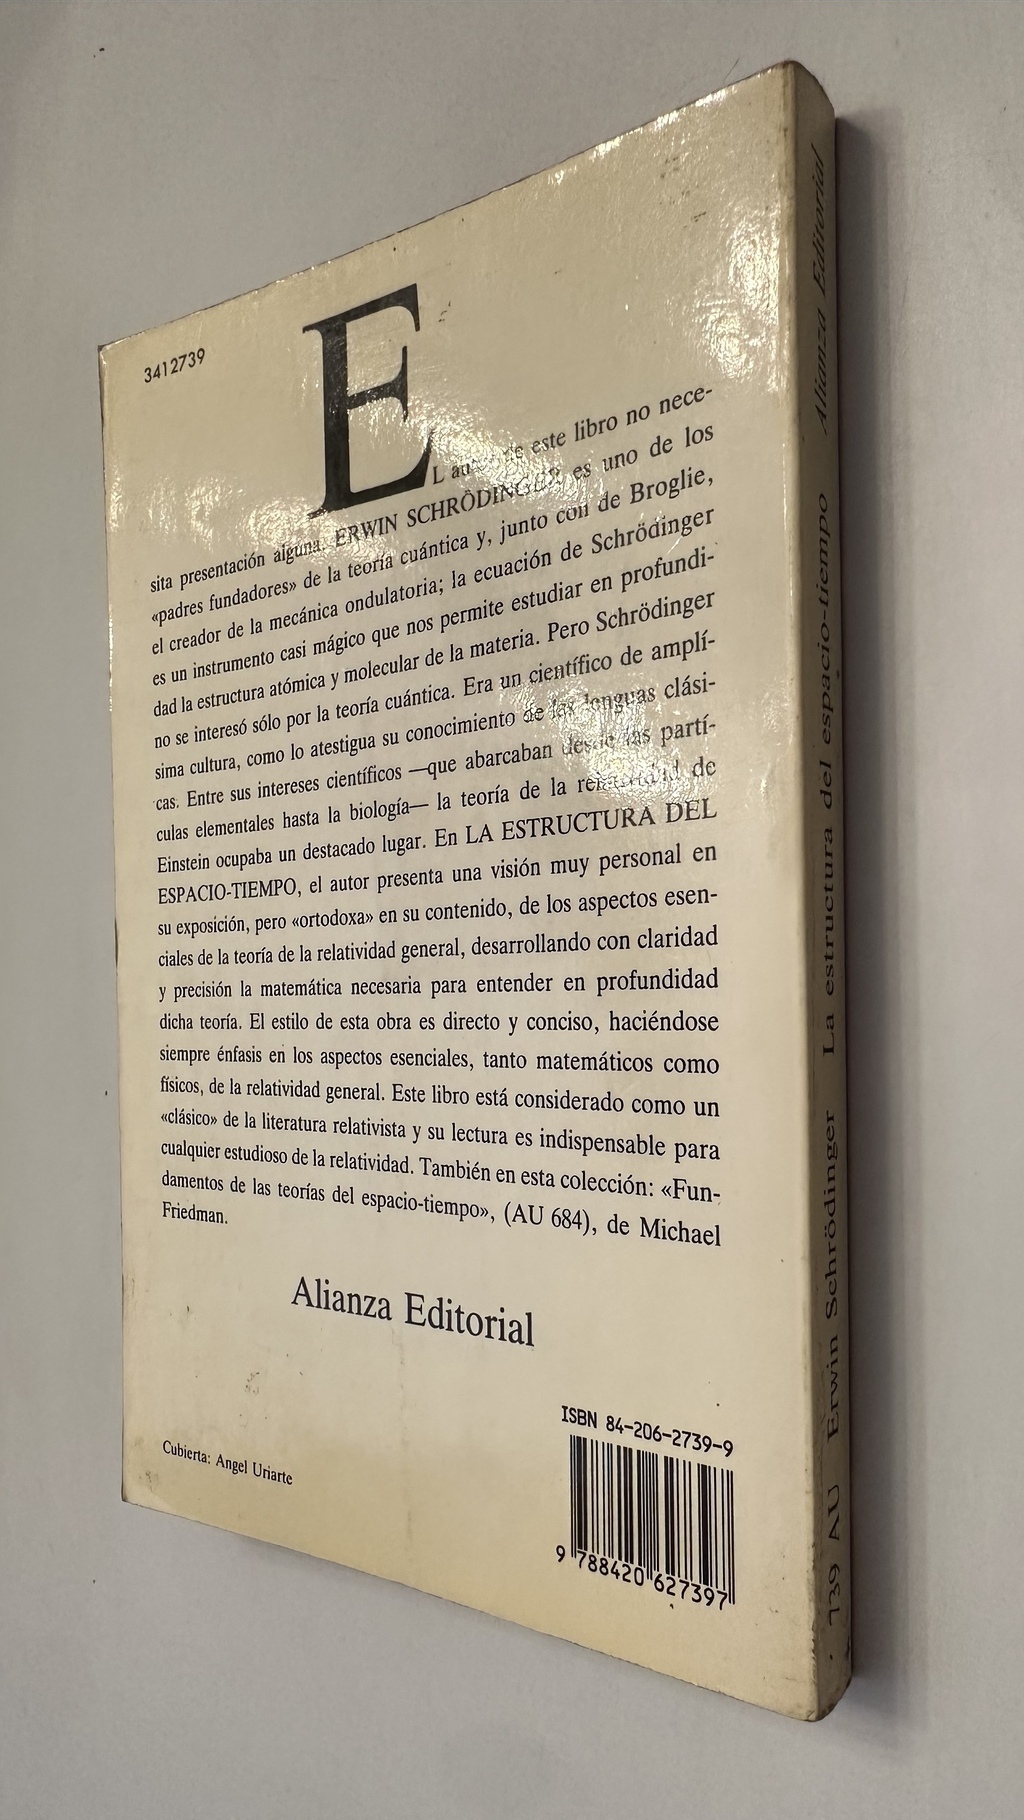 3412739
EL autor de este libro no nece-
sita presentación alguna. ERWIN SCHRÖDINGER es uno de los
«padres fundadores» de la teoría cuántica y, junto con de Broglie,
el creador de la mecánica ondulatoria; la ecuación de Schrödinger
es un instrumento casi mágico que nos permite estudiar en profundi-
dad la estructura atómica y molecular de la materia. Pero Schrödinger
no se interesó sólo por la teoría cuántica. Era un científico de amplí-
sima cultura, como lo atestigua su conocimiento de las lenguas clási-
cas. Entre sus intereses científicos —que abarcaban desde las partí-
culas elementales hasta la biología— la teoría de la relatividad de
Einstein ocupaba un destacado lugar. En LA ESTRUCTURA DEL
ESPACIO-TIEMPO, el autor presenta una visión muy personal en
su exposición, pero «ortodoxa» en su contenido, de los aspectos esen-
ciales de la teoría de la relatividad general, desarrollando con claridad
y precisión la matemática necesaria para entender en profundidad
dicha teoría. El estilo de esta obra es directo y conciso, haciéndose
siempre énfasis en los aspectos esenciales, tanto matemáticos como
físicos, de la relatividad general. Este libro está considerado como un
«clásico» de la literatura relativista y su lectura es indispensable para
cualquier estudioso de la relatividad. También en esta colección: «Fun-
damentos de las teorías del espacio-tiempo», (AU 684), de Michael
Friedman.
Alianza Editorial
Cubierta: Angel Uriarte
ISBN 84-206-2739-9
9 788420 627397
739 AU Erwin Schrödinger La estructura del espacio-tiempo Alianza Editorial